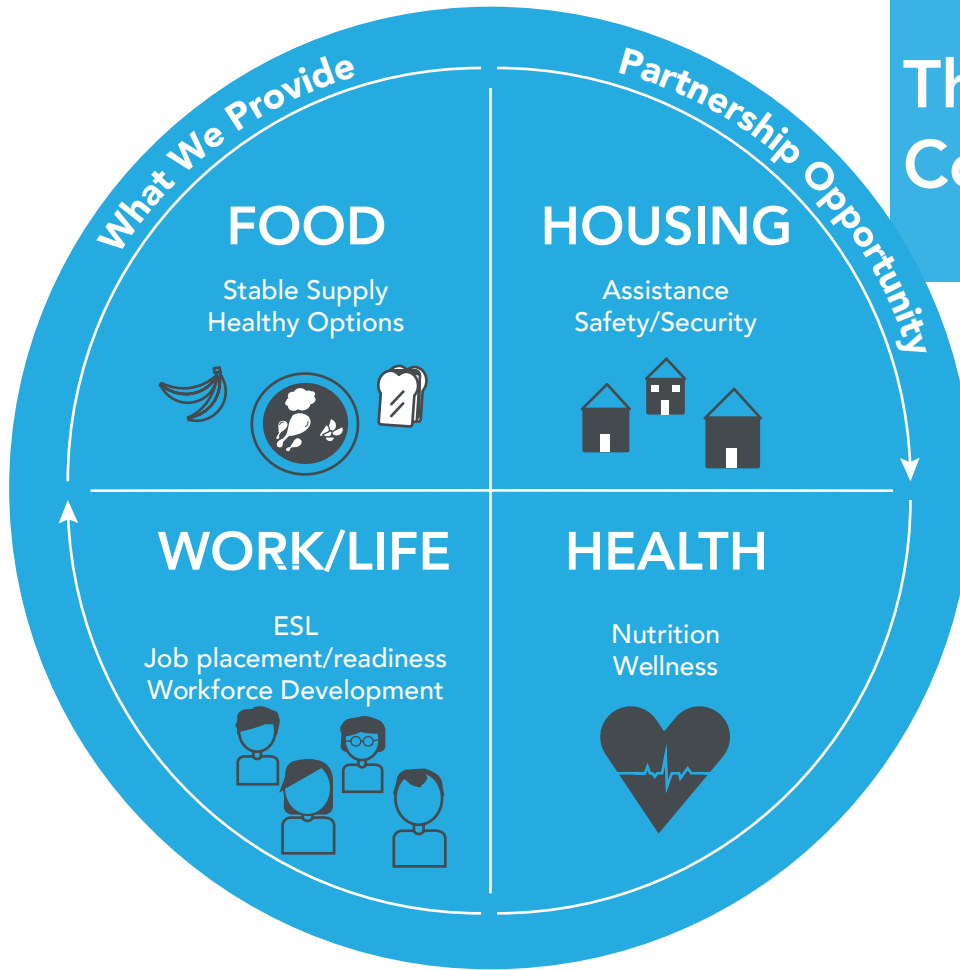 What We Provide
Partnership Opportunity
FOOD
Stable Supply
Healthy Options
HOUSING
Assistance
Safety/Security
WORK/LIFE
ESL
Job placement/readiness
Workforce Development
HEALTH
Nutrition
Wellness